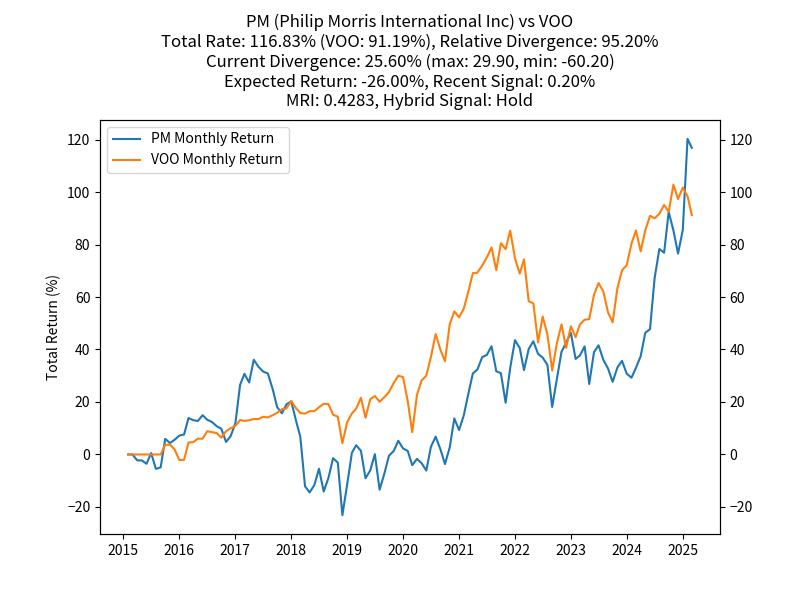 PM (Philip Morris International Inc) vs VOO
Total Rate: 116.83% (VOO: 91.19%), Relative Divergence: 95.20%
Current Divergence: 25.60% (max: 29.90, min: -60.20)
Expected Return: -26.00%, Recent Signal: 0.20%
MRI: 0.4283, Hybrid Signal: Hold
PM Monthly Return
VOO Monthly Return
Total Return (%)
120
100
80
60
40
20
0
−20
120
100
80
60
40
20
0
−20
2015 2016 2017 2018 2019 2020 2021 2022 2023 2024 2025